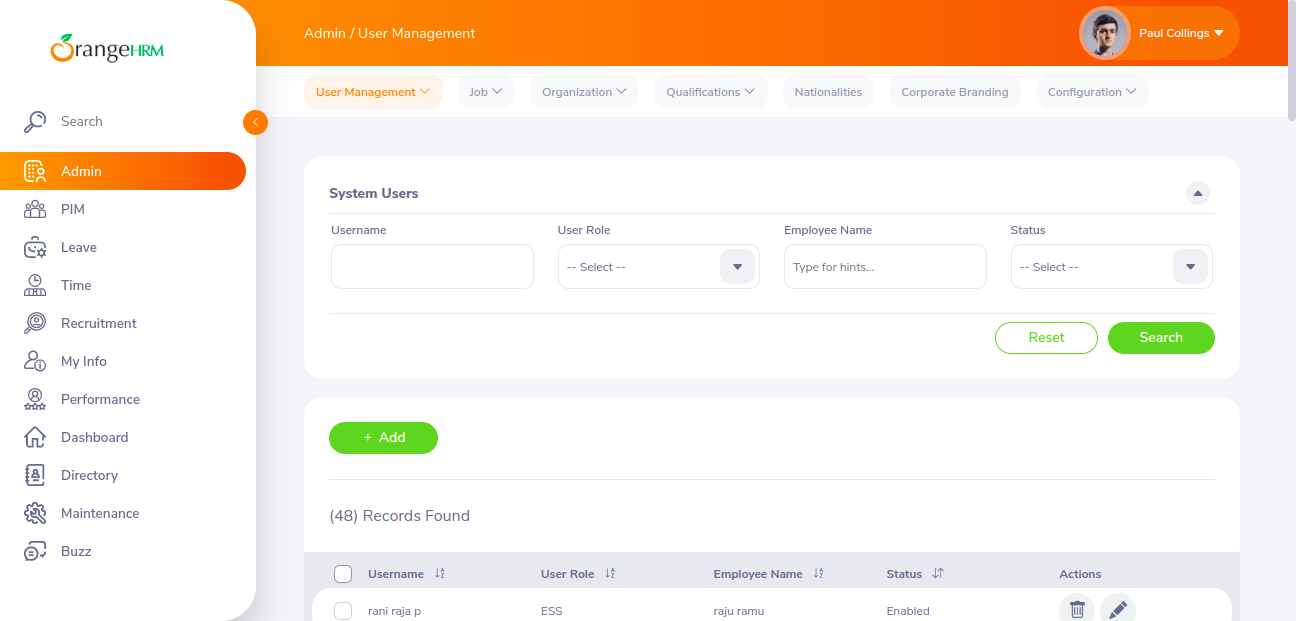 OrangeHRM
Search
Admin
PIM
Leave
Time
Recruitment
My Info
Performance
Dashboard
Directory
Maintenance
Buzz
Admin / User Management
Paul Collings
User Management
Job
Organization
Qualifications
Nationalities
Corporate Branding
Configuration
System Users
Username
User Role
Employee Name
Status
-- Select --
Type for hints...
-- Select --
Reset
Search
+ Add
(48) Records Found
Username
User Role
Employee Name
Status
Actions
rani raja p
ESS
raju ramu
Enabled